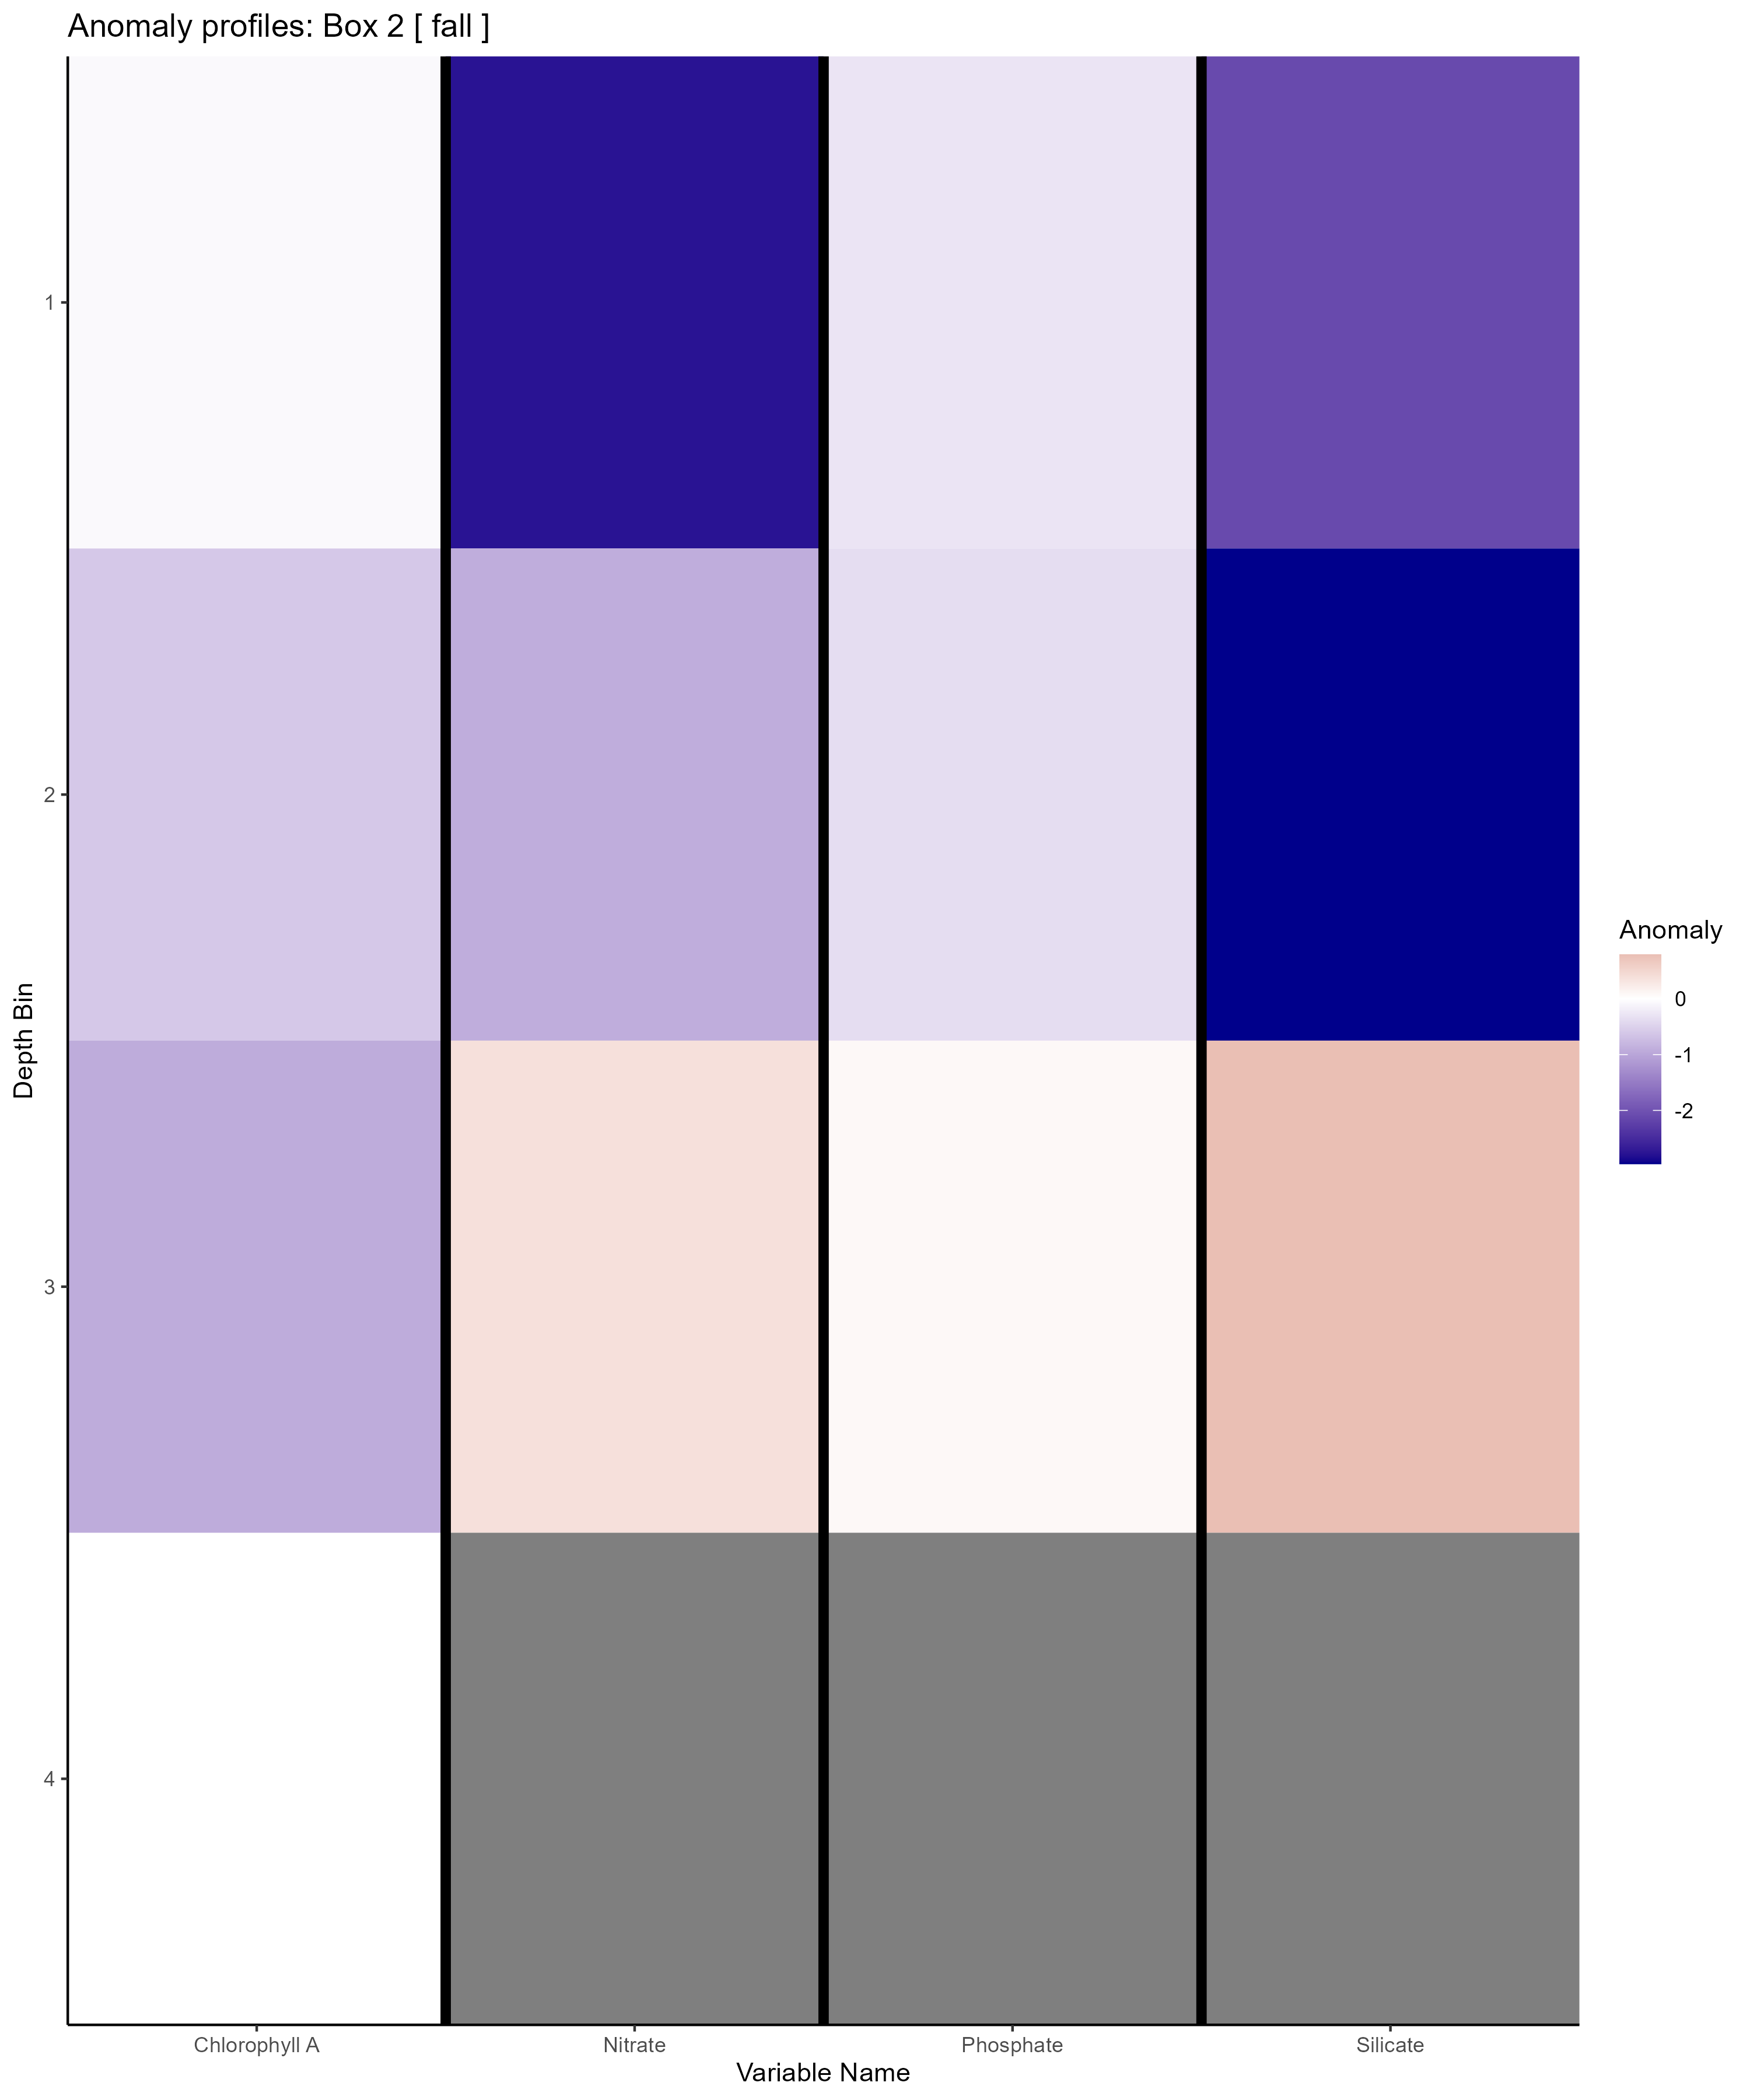 Anomaly profiles: Box 2 [ fall ]
1
2
3
4
Depth Bin
Chlorophyll A
Nitrate
Phosphate
Silicate
Variable Name
Anomaly
0
-1
-2